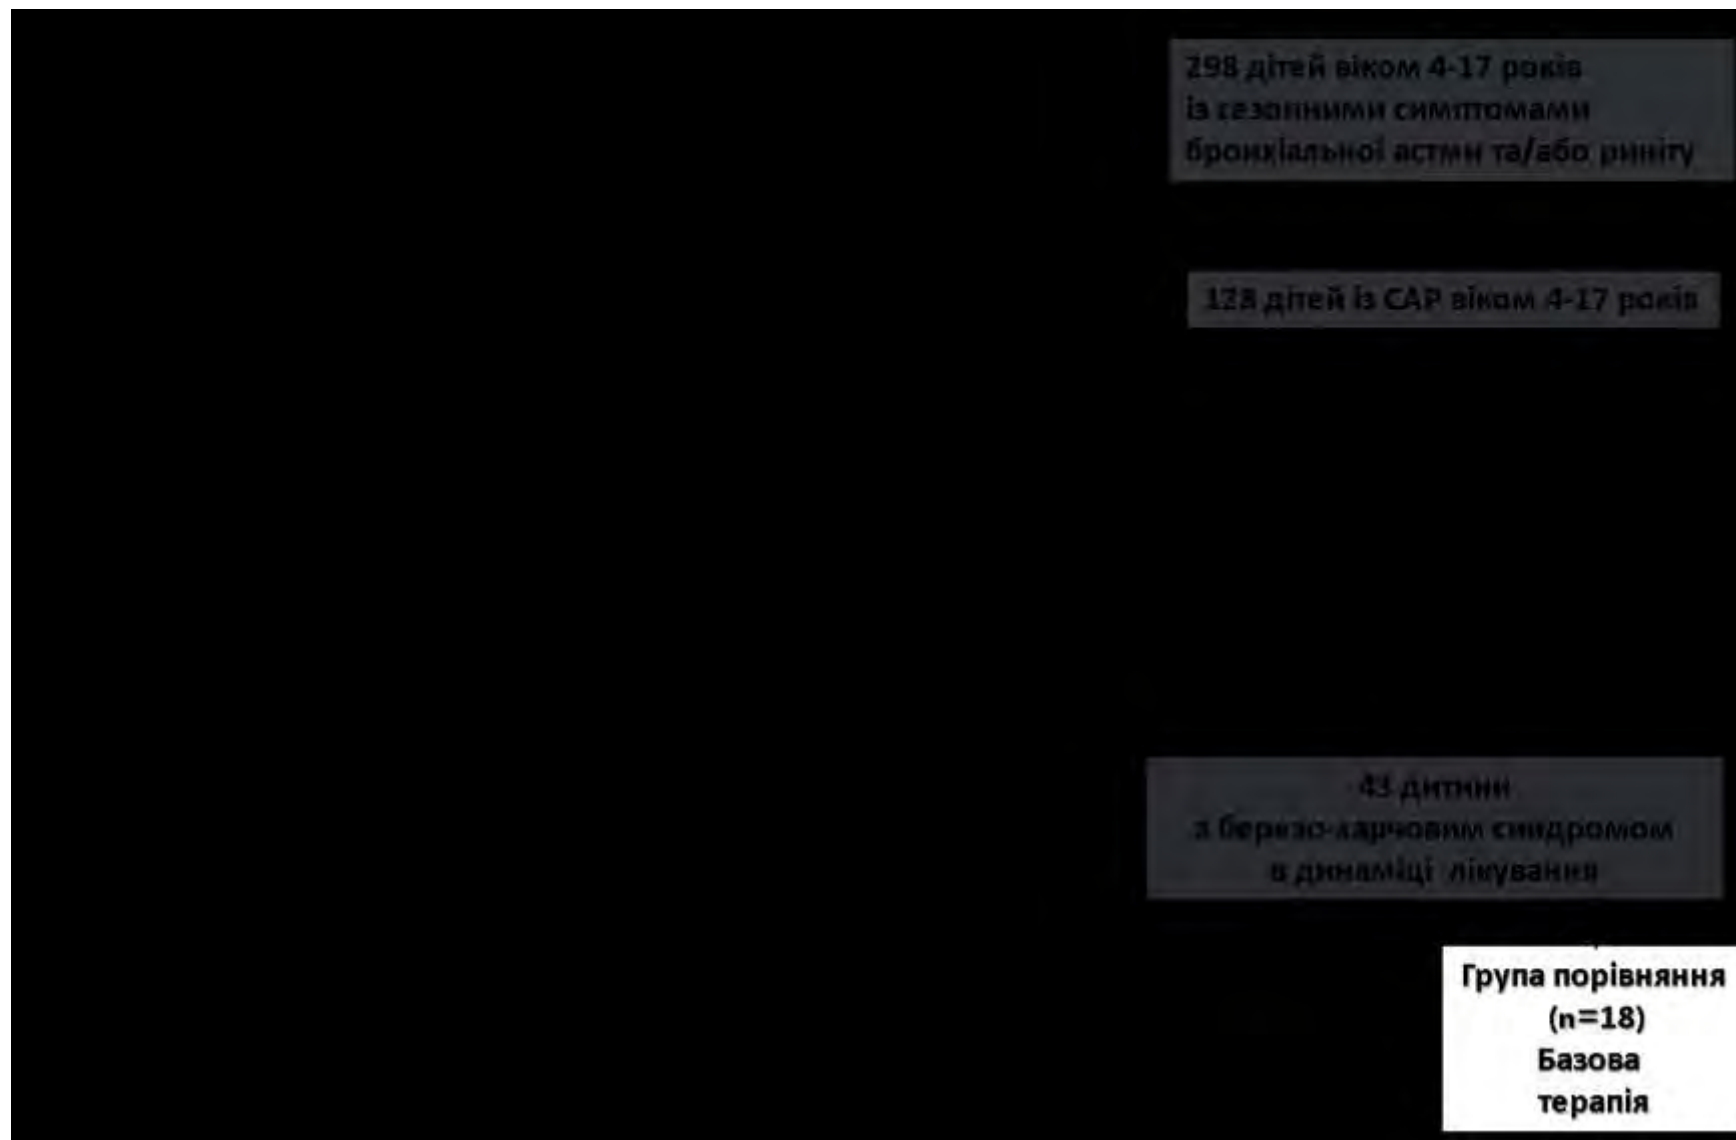 298 дітей віком 4-17 років
із сезонними симптомами
бронхіальної астми та/або риніту
128 дітей із САР віком 4-17 років
43 дитини
з березо-харчовим синдромом
в динаміці лікування
Група порівняння
(n=18)
Базова
терапія